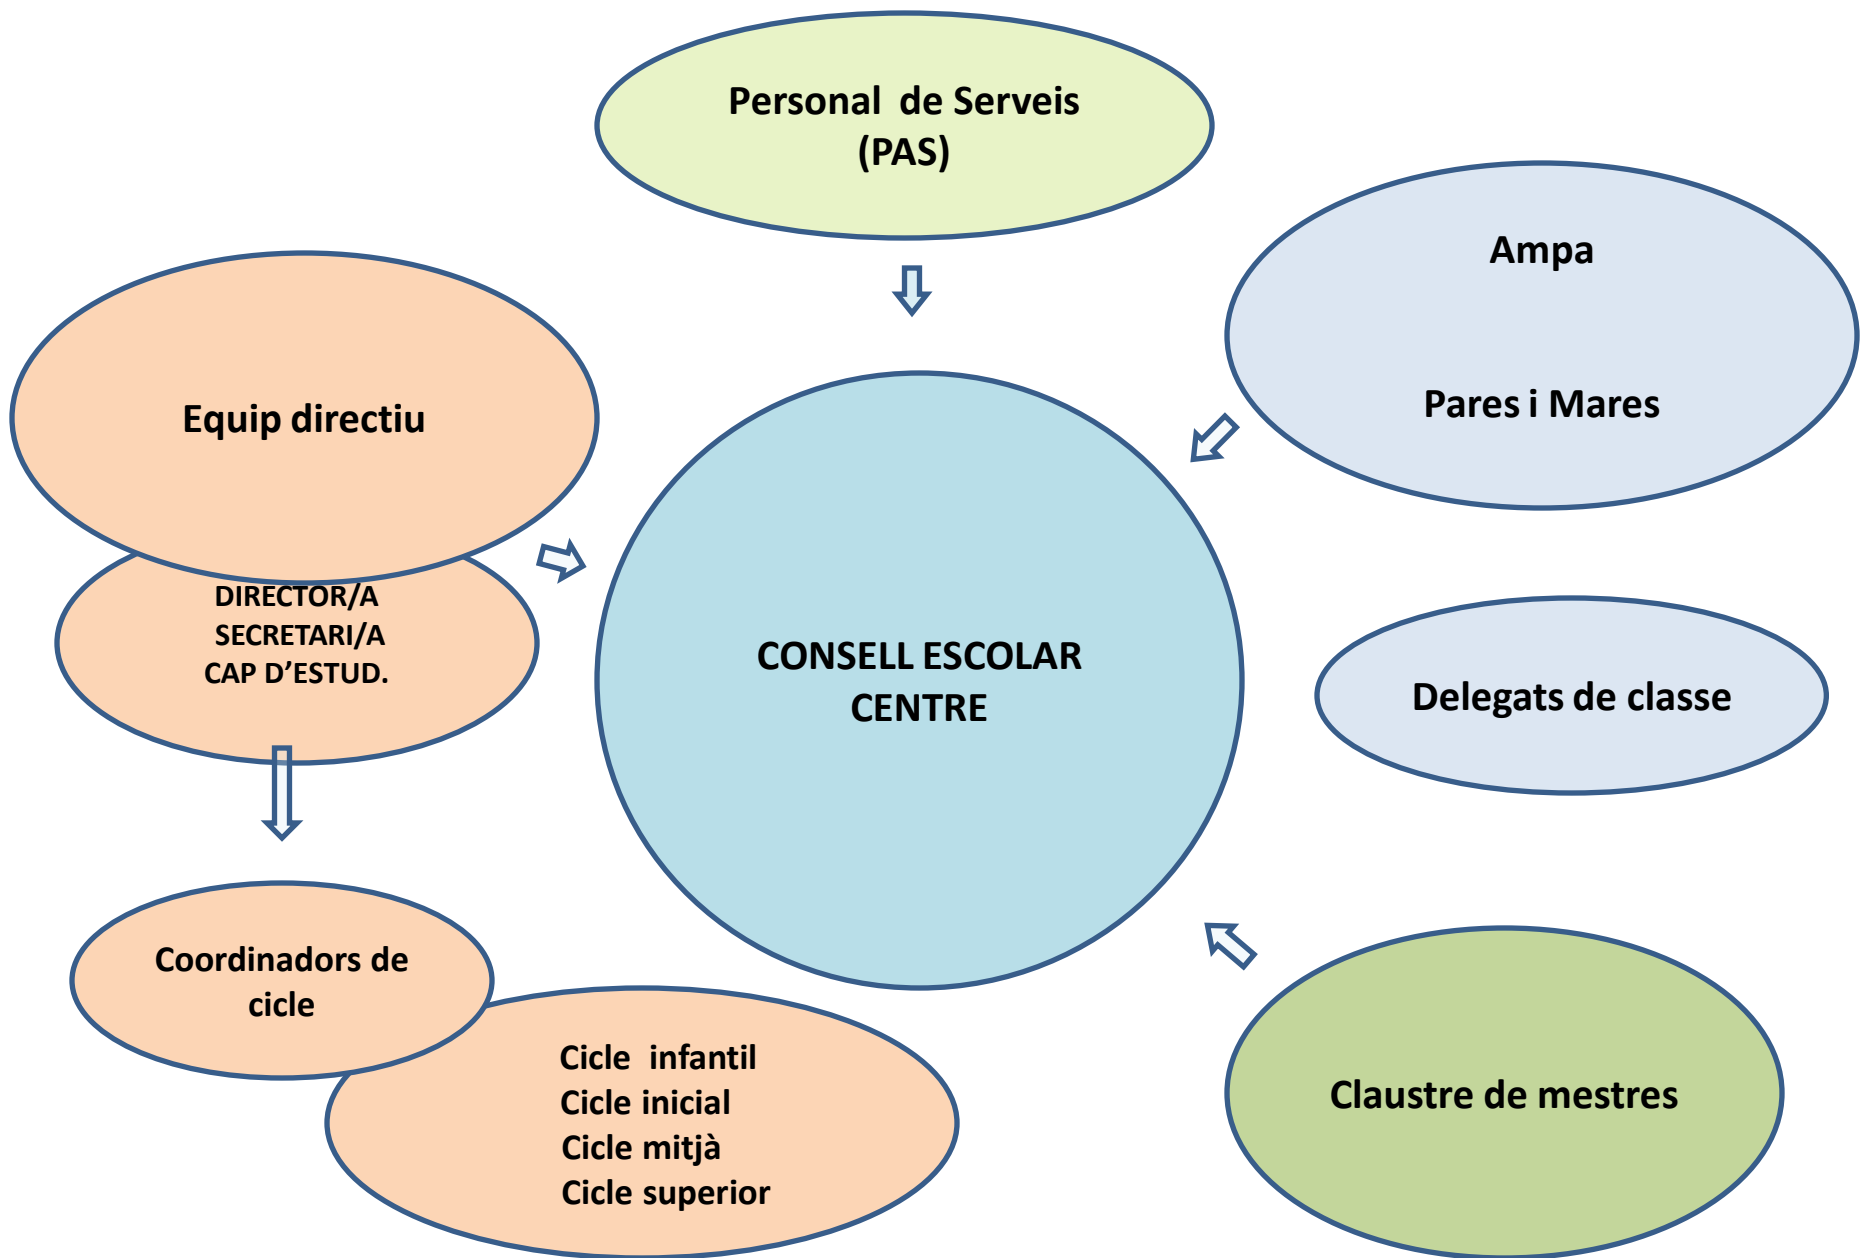 Personal de Serveis
(PAS)
Ampa
Pares i Mares
Equip directiu
DIRECTOR/A
SECRETARI/A
CAP D’ESTUD.
CONSELL ESCOLAR
CENTRE
Delegats de classe
Coordinadors de
cicle
Cicle infantil
Cicle inicial
Cicle mitjà
Cicle superior
Claustre de mestres